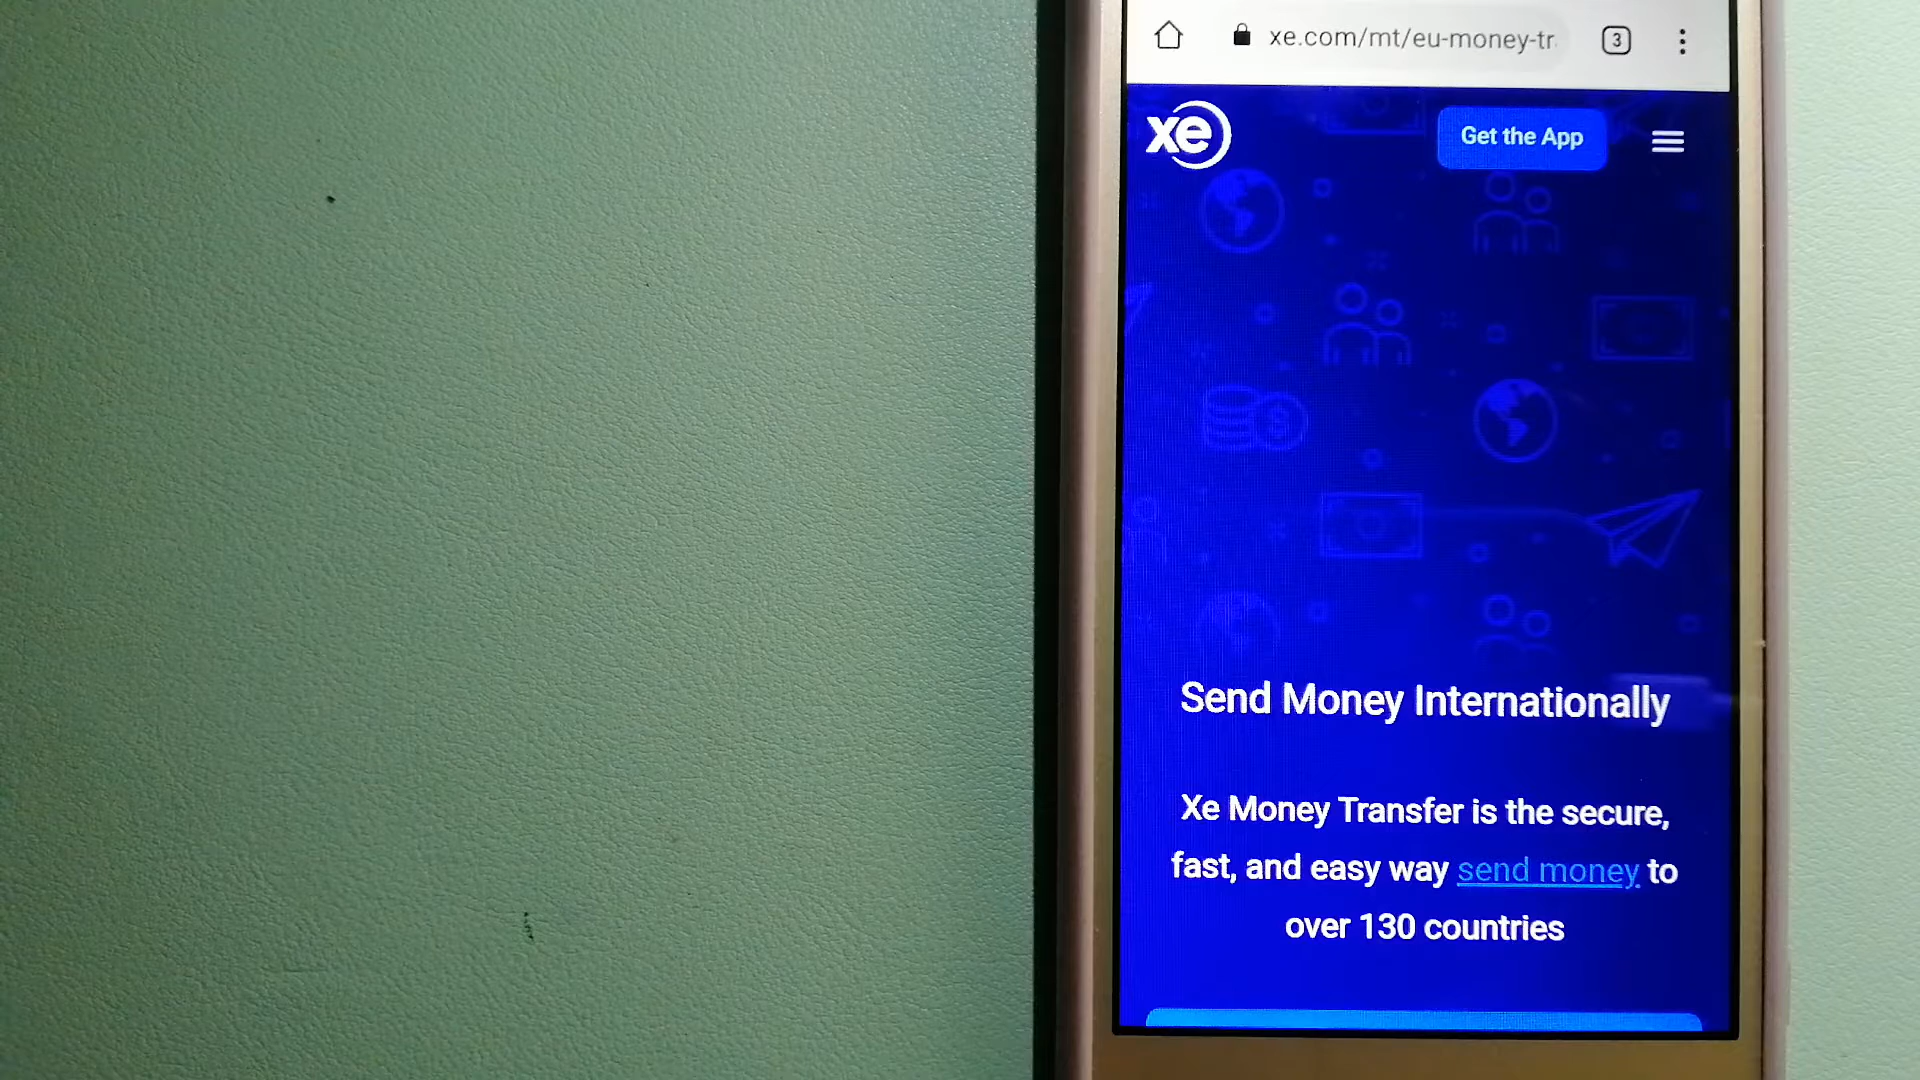 xe.com/mt/eu-money-tr
3
xe
Get the App
Send Money Internationally
Xe Money Transfer is the secure,
fast, and easy way send money to
over 130 countries